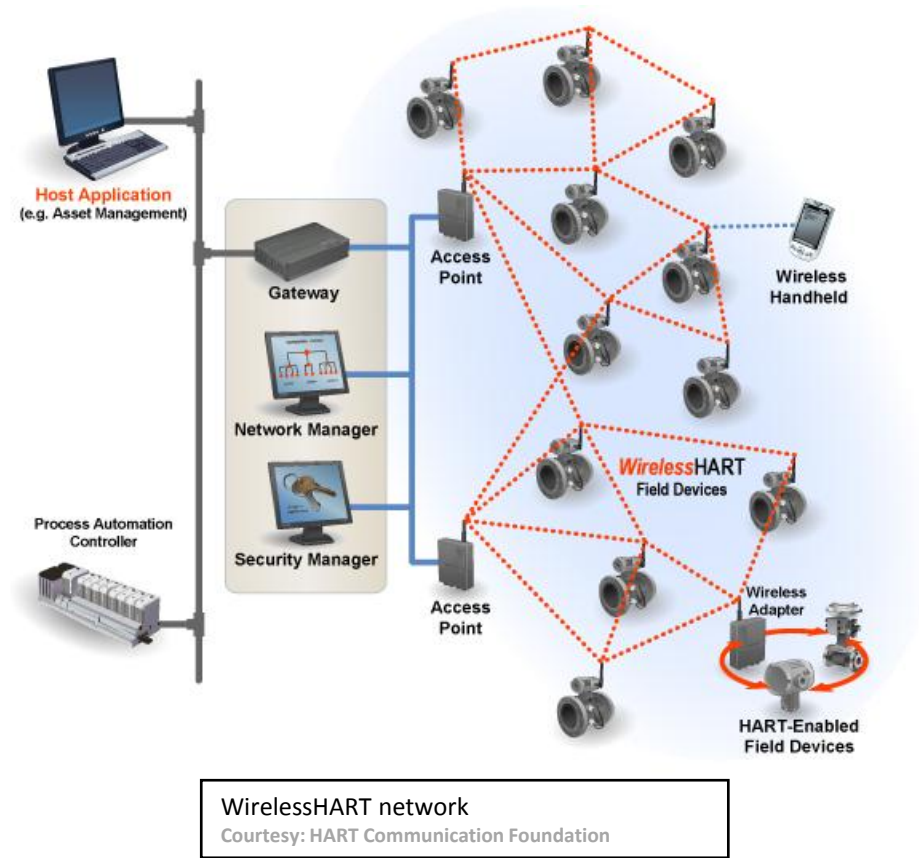 Host Application
(e.g. Asset Management)
Gateway
Access
Point
Wireless
Handheld
Network Manager
WirelessHART
Field Devices
Process Automation
Controller
Security Manager
Access
Point
Wireless
Adapter
HART-Enabled
Field Devices
WirelessHART network
Courtesy: HART Communication Foundation